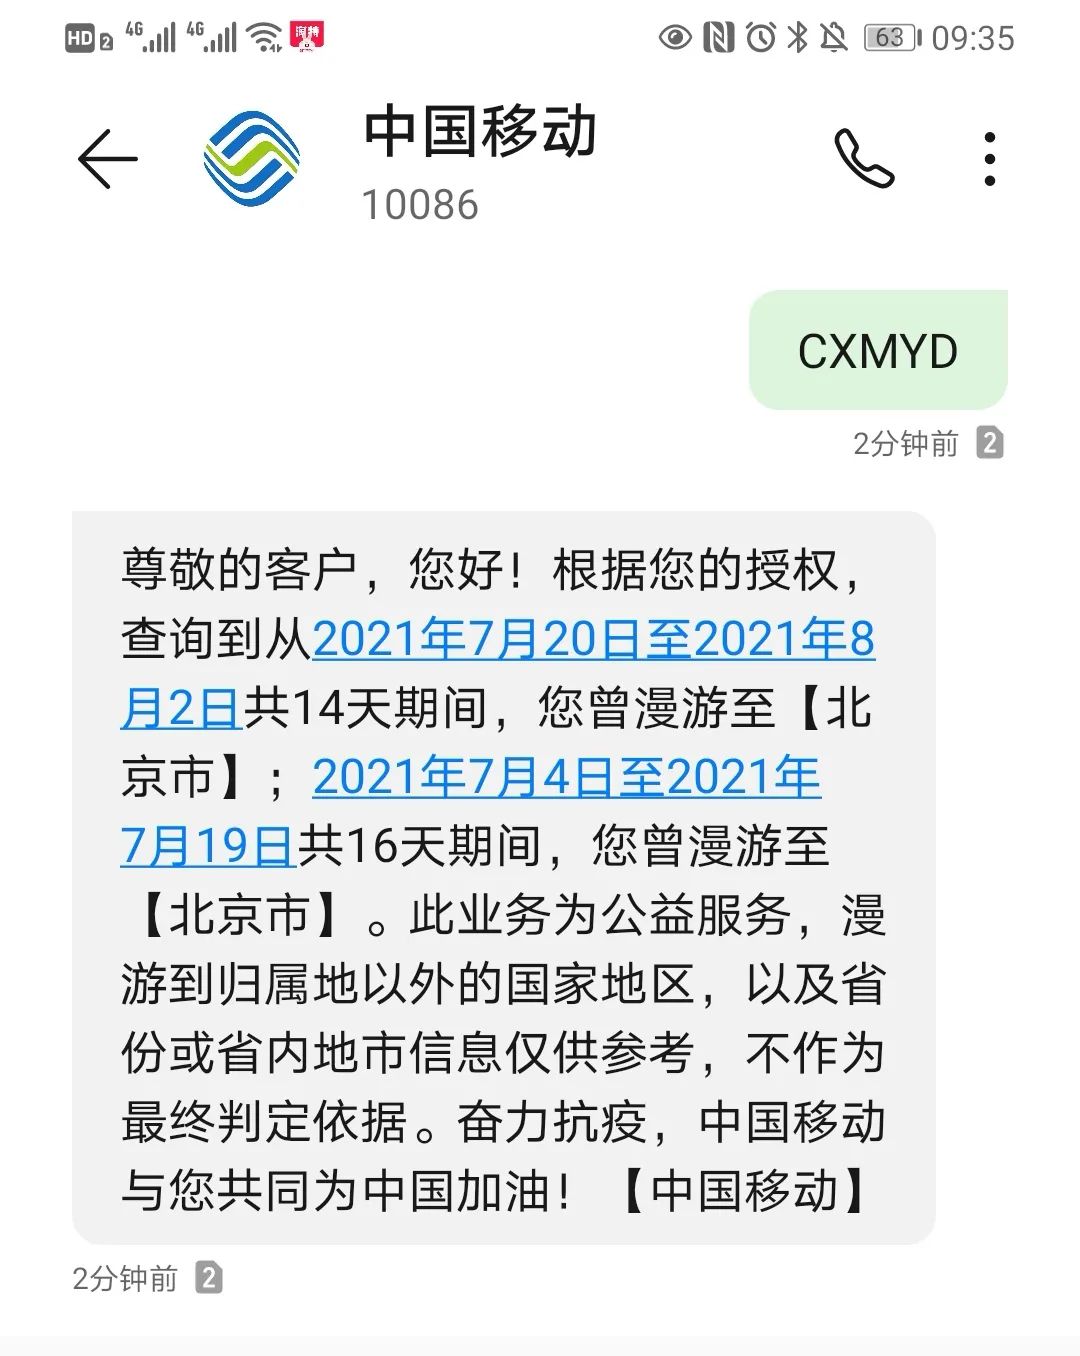 HD 2 4G 4G 淘特 63 09:35
中国移动
10086
CXMYD
2分钟前 2
尊敬的客户，您好！根据您的授权，
查询到从2021年7月20日至2021年8
月2日共14天期间，您曾漫游至【北
京市】；2021年7月4日至2021年
7月19日共16天期间，您曾漫游至
【北京市】。此业务为公益服务，漫
游到归属地以外的国家地区，以及省
份或省内地市信息仅供参考，不作为
最终判定依据。奋力抗疫，中国移动
与您共同为中国加油！【中国移动】
2分钟前 2